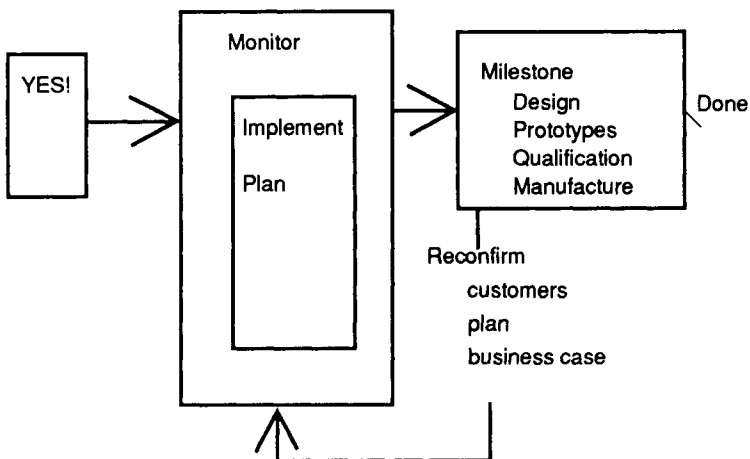 YES!
Monitor
Implement
Plan
Milestone
Design
Prototypes
Qualification
Manufacture
Done
Reconfirm
customers
plan
business case